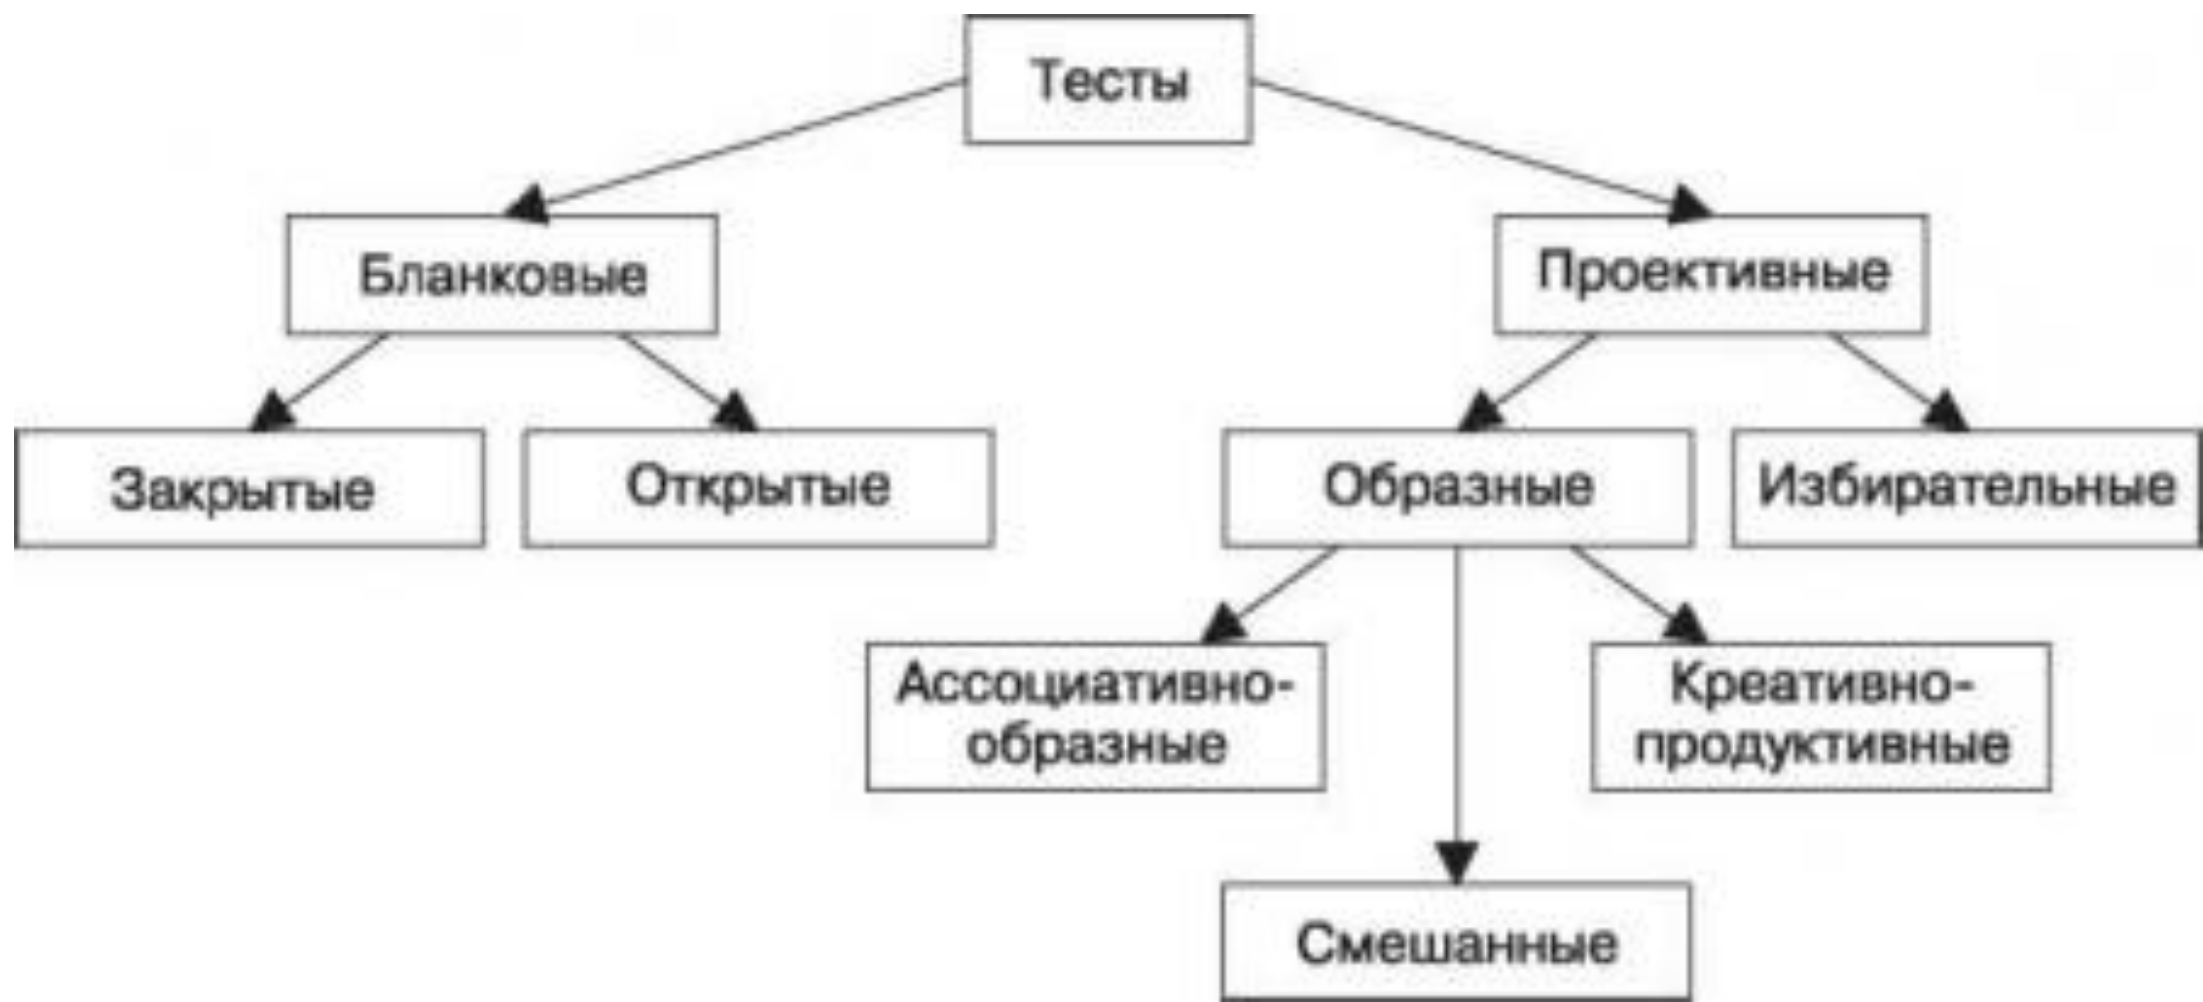 Тесты
Бланковые
Проективные
Закрытые
Открытые
Образные
Избирательные
Ассоциативно-
образные
Креативно-
продуктивные
Смешанные